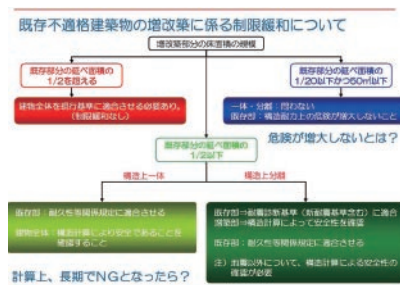 既存不適格建築物の増改築に係る制限緩和について
増改築部分の床面積の規模
既存部分の延べ面積の
1/2を超える
既存部分の延べ面積の
1/20以下かつ50㎡以下
建物全体を現行基準に適合させる必要あり。
(制限緩和なし)
一体・分離:問わない
既存部:構造耐力上の危険が増大しないこと
危険が増大しないとは?
既存部分の延べ面積の
1/2以下
構造上一体
構造上分離
既存部:耐久性等関係規定に適合させる
建物全体:構造計算により安全であることを
確認すること
既存部⇒耐震診断基準(新耐震基準含む)に適合
増築部⇒構造計算によって安全性を確認
既存部:耐久性等関係規定に適合させる
注)地震以外について、構造計算による安全性の
確認が必要
計算上、長期でNGとなったら?